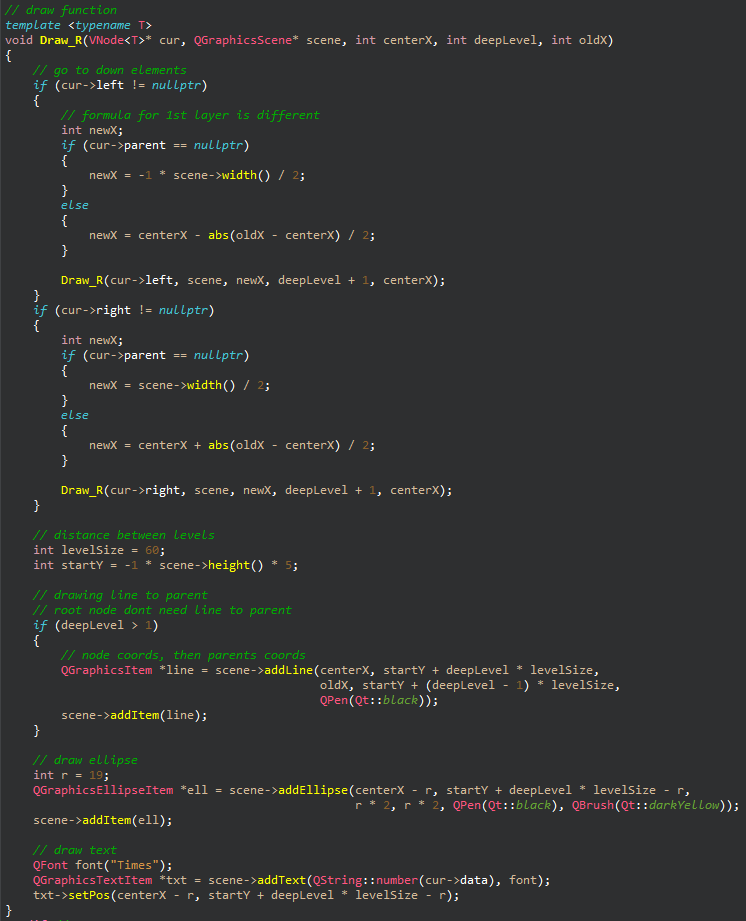 // draw function
template <typename T>
void Draw_R(VNode<T>* cur, QGraphicsScene* scene, int centerX, int deepLevel, int oldX)
{
    // go to down elements
    if (cur->left != nullptr)
    {
        // formula for 1st layer is different
        int newX;
        if (cur->parent == nullptr)
        {
            newX = -1 * scene->width() / 2;
        }
        else
        {
            newX = centerX - abs(oldX - centerX) / 2;
        }

        Draw_R(cur->left, scene, newX, deepLevel + 1, centerX);
    }
    if (cur->right != nullptr)
    {
        int newX;
        if (cur->parent == nullptr)
        {
            newX = scene->width() / 2;
        }
        else
        {
            newX = centerX + abs(oldX - centerX) / 2;
        }

        Draw_R(cur->right, scene, newX, deepLevel + 1, centerX);
    }

    // distance between levels
    int levelSize = 60;
    int startY = -1 * scene->height() * 5;

    // drawing line to parent
    // root node dont need line to parent
    if (deepLevel > 1)
    {
        // node coords, then parents coords
        QGraphicsItem *line = scene->addLine(centerX, startY + deepLevel * levelSize,
                                             oldX, startY + (deepLevel - 1) * levelSize,
                                             QPen(Qt::black));
        scene->addItem(line);
    }

    // draw ellipse
    int r = 19;
    QGraphicsEllipseItem *ell = scene->addEllipse(centerX - r, startY + deepLevel * levelSize - r,
                                                  r * 2, r * 2, QPen(Qt::black), QBrush(Qt::darkYellow));
    scene->addItem(ell);

    // draw text
    QFont font("Times");
    QGraphicsTextItem *txt = scene->addText(QString::number(cur->data), font);
    txt->setPos(centerX - r, startY + deepLevel * levelSize - r);
}